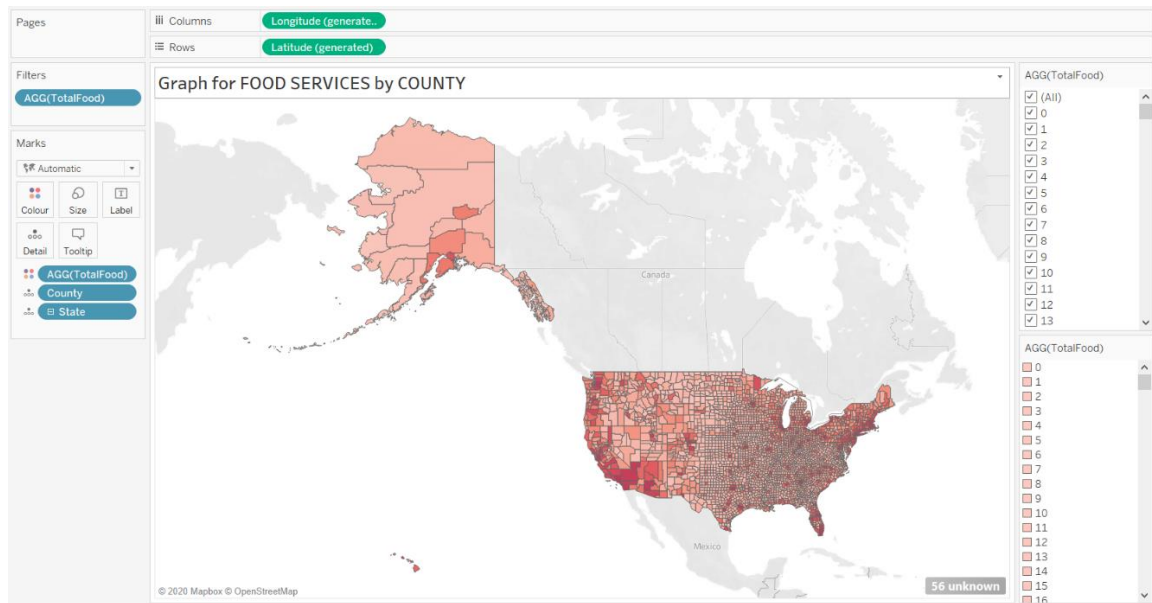 Pages
Columns
Longitude (generate..
Rows
Latitude (generated)
Filters
AGG(TotalFood)
Marks
Automatic
Colour
Size
Label
Detail
Tooltip
AGG(TotalFood)
County
State
Graph for FOOD SERVICES by COUNTY
Canada
Mexico
© 2020 Mapbox © OpenStreetMap
56 unknown
AGG(TotalFood)
(All)
0
1
2
3
4
5
6
7
8
9
10
11
12
13
AGG(TotalFood)
0
1
2
3
4
5
6
7
8
9
10
11
12
13
14
15
16